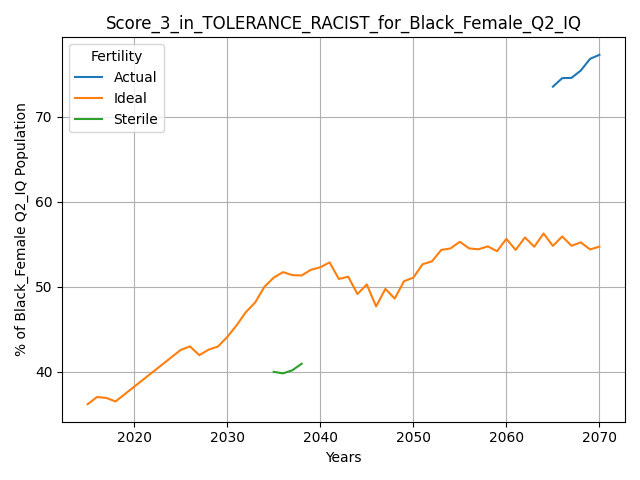 Score_3_in_TOLERANCE_RACIST_for_Black_Female_Q2_IQ
Fertility
Actual
Ideal
Sterile
% of Black_Female Q2_IQ Population
70
60
50
40
2020 2030 2040 2050 2060 2070
Years